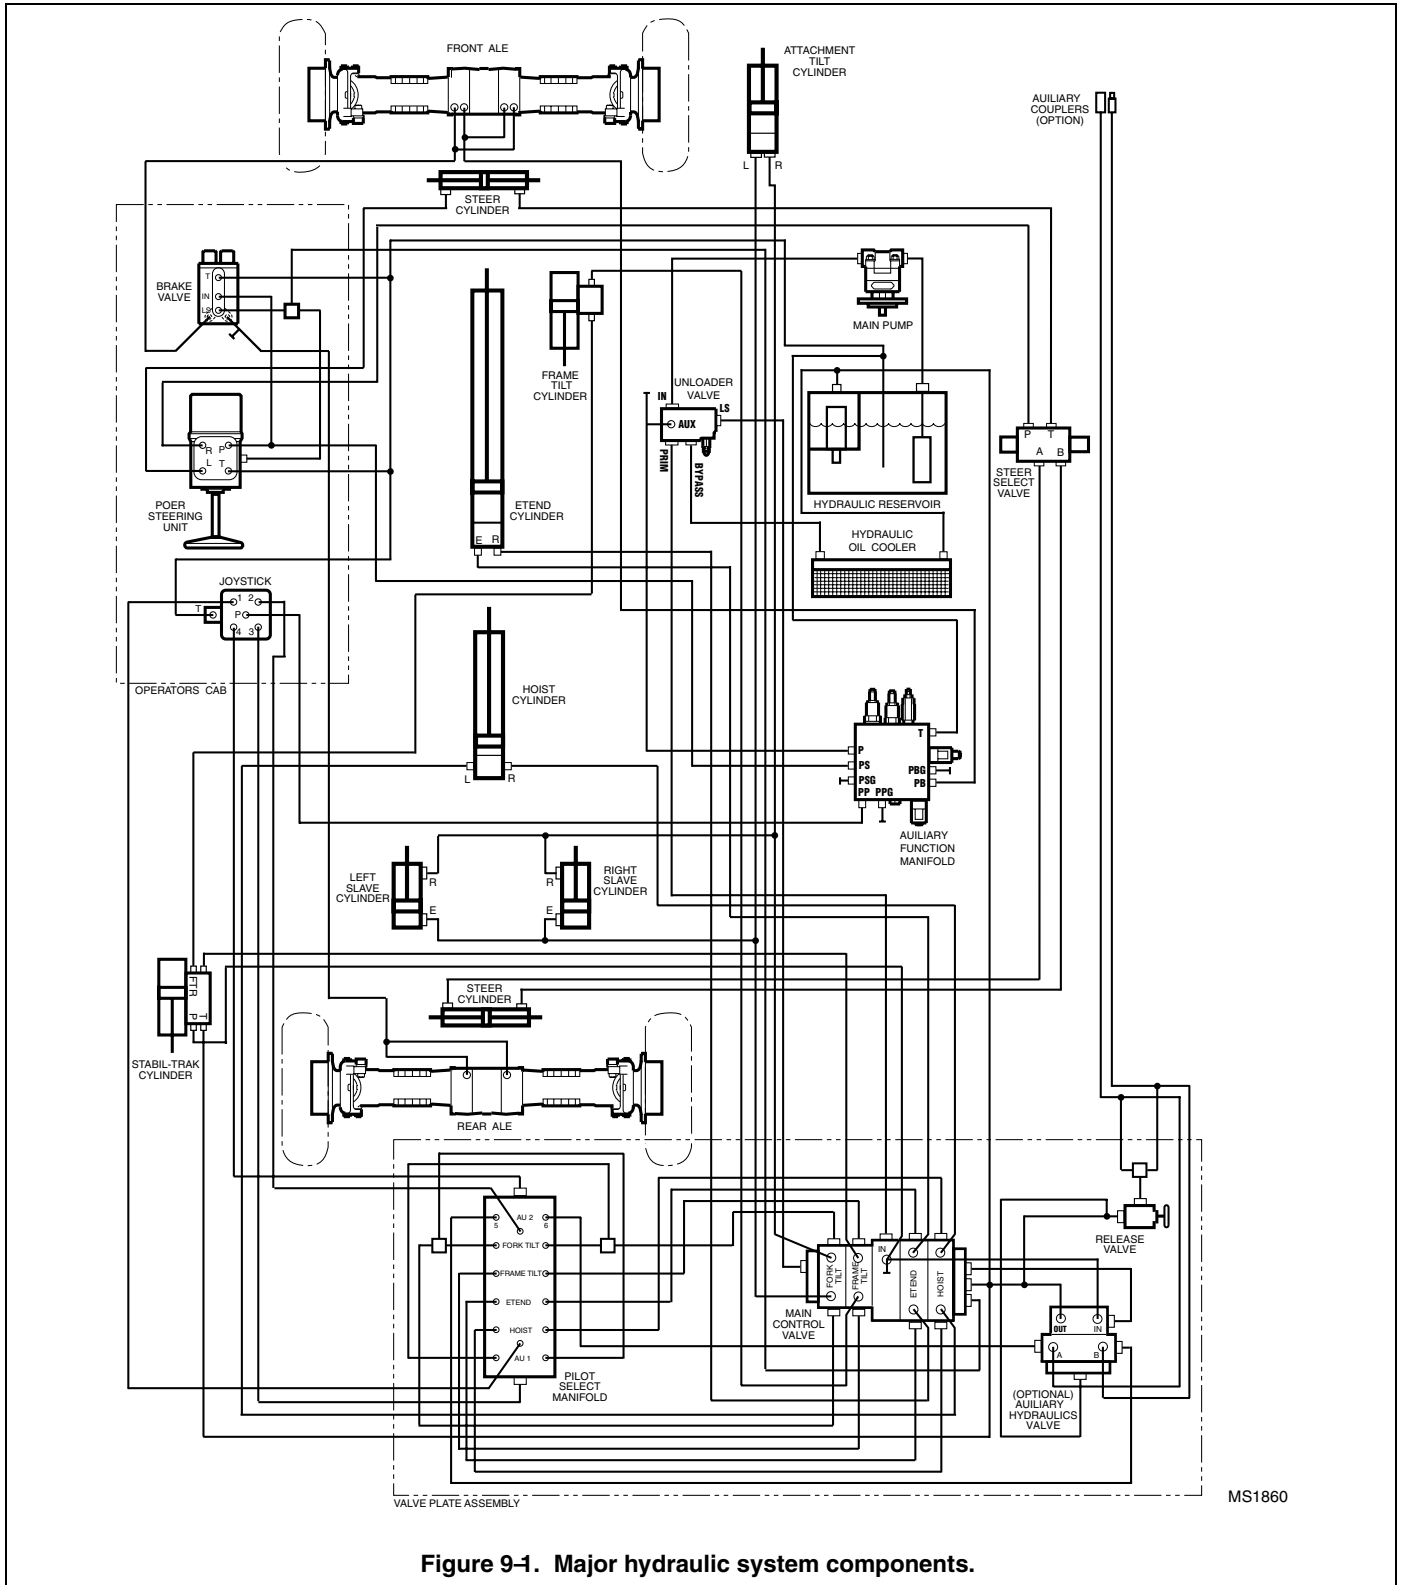 FRONT ALE
ATTACHMENT
TILT
CYLINDER
AUILIARY
COUPLERS
(OPTION)
L
R
STEER
CYLINDER
BRAKE
VALVE
T
IN
LS
MAIN PUMP
FRAME
TILT
CYLINDER
UNLOADER
VALVE
IN
LS
AUX
PRIM
BYPASS
R
P
L
T
POER
STEERING
UNIT
ETEND
CYLINDER
E
R
HYDRAULIC RESERVOIR
HYDRAULIC
OIL COOLER
P
T
A
B
STEER
SELECT
VALVE
JOYSTICK
T
1
2
P
4
3
OPERATORS CAB
HOIST
CYLINDER
L
R
T
P
PS
PSG
PBG
PB
PP
PPG
AUILIARY
FUNCTION
MANIFOLD
LEFT
SLAVE
CYLINDER
R
E
RIGHT
SLAVE
CYLINDER
R
E
STEER
CYLINDER
FTR
P
T
STABIL-TRAK
CYLINDER
REAR ALE
AU 2
5
6
FORK TILT
FRAME TILT
ETEND
HOIST
AU 1
PILOT
SELECT
MANIFOLD
FORK
TILT
FRAME
TILT
IN
ETEND
HOIST
MAIN
CONTROL
VALVE
RELEASE
VALVE
OUT
IN
A
B
(OPTIONAL)
AUILIARY
HYDRAULICS
VALVE
VALVE PLATE ASSEMBLY
MS1860
Figure 9-1. Major hydraulic system components.